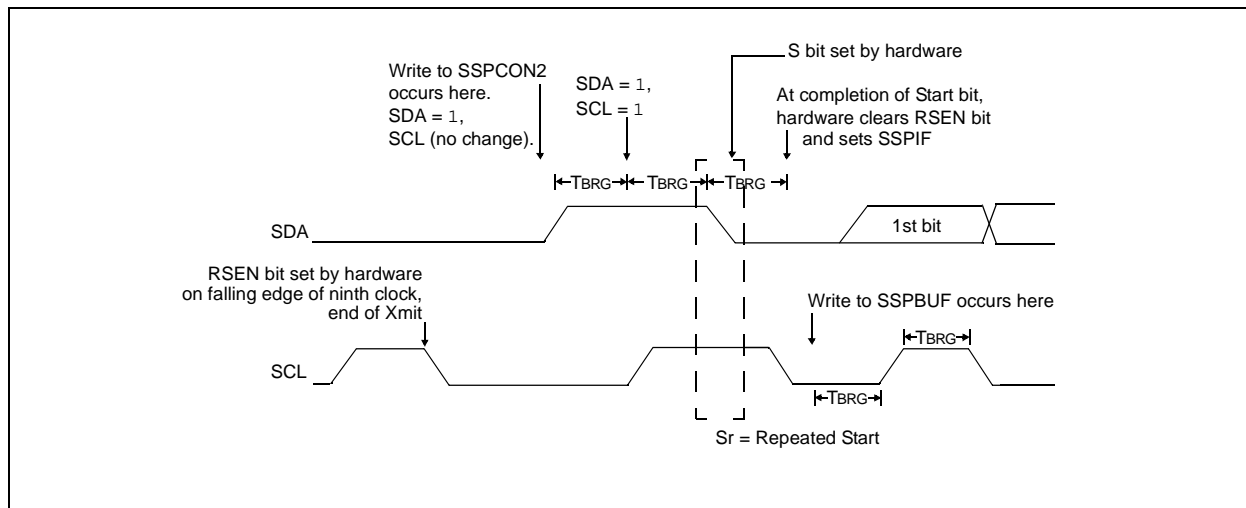 S bit set by hardware
Write to SSPCON2
occurs here.
SDA = 1,
SCL (no change).
SDA = 1,
SCL = 1
At completion of Start bit,
hardware clears RSEN bit
and sets SSPIF
TBRG
TBRG
TBRG
SDA
1st bit
RSEN bit set by hardware
on falling edge of ninth clock,
end of Xmit
Write to SSPBUF occurs here
TBRG
SCL
TBRG
Sr = Repeated Start